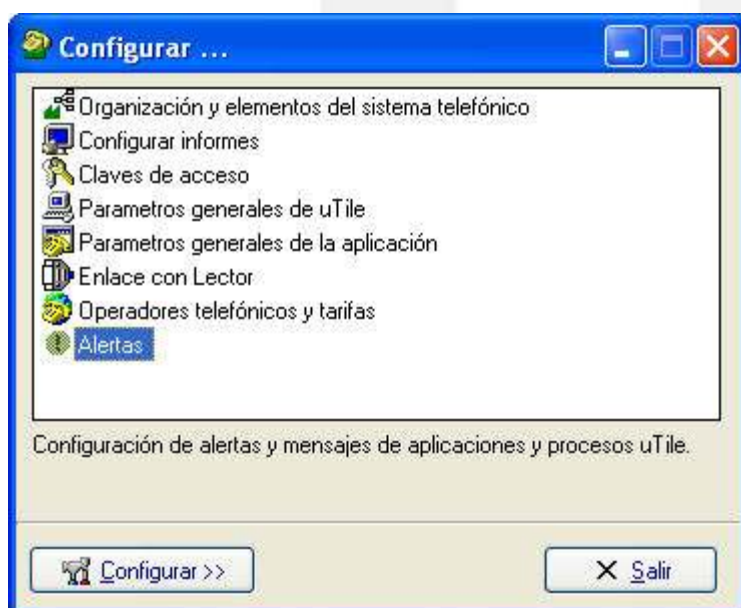 Configurar ...
Organización y elementos del sistema telefónico
Configurar informes
Claves de acceso
Parametros generales de uTile
Parametros generales de la aplicación
Enlace con Lector
Operadores telefónicos y tarifas
Alertas
Configuración de alertas y mensajes de aplicaciones y procesos uTile.
Configurar >>
Salir